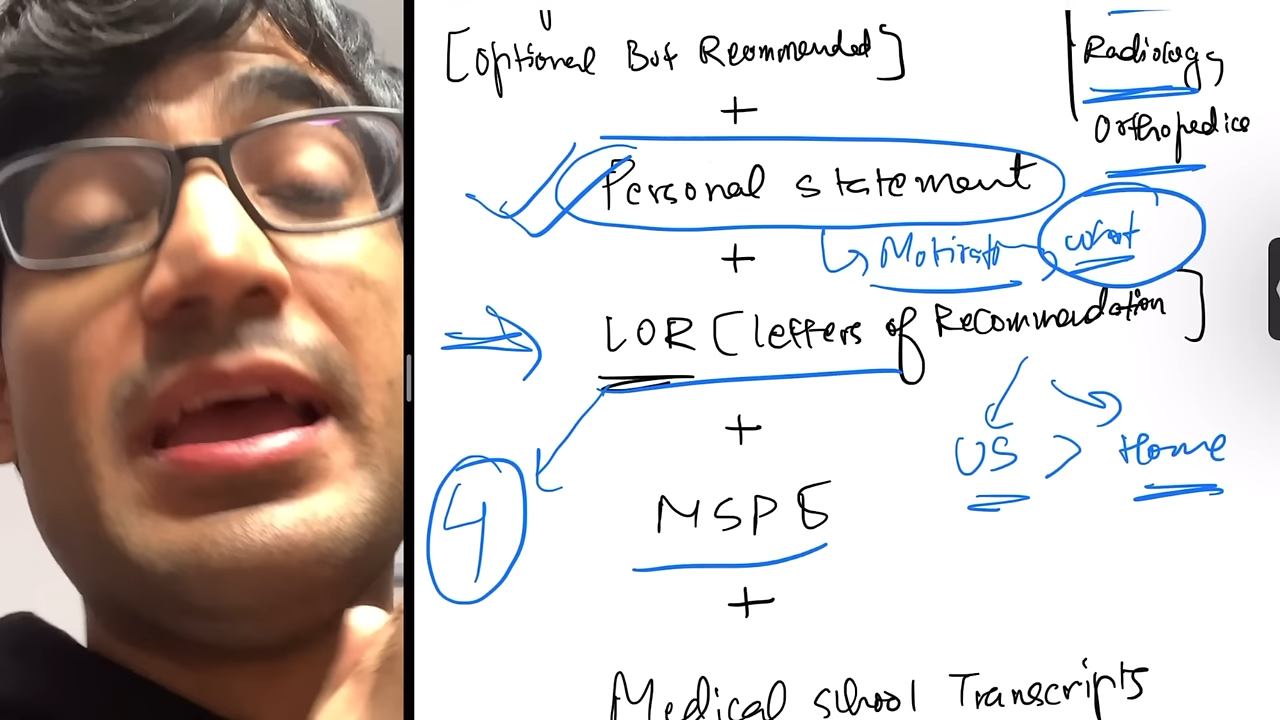 [optional But Recommended]
Radiology
Orthopedics
+
Personal statement
+
what
LOR [letters of Recommendation]
US > Home
+
4
MSPE
+
Medical school Transcripts